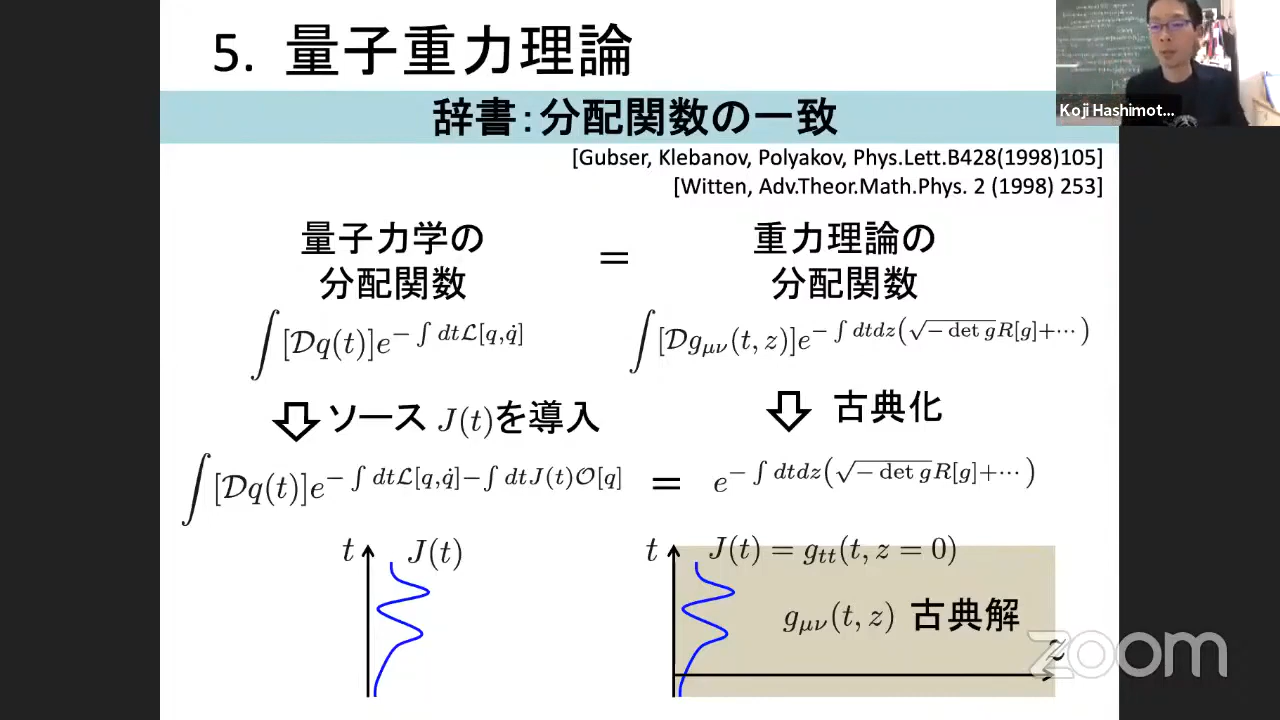 5. 量子重力理論
Koji Hashimot...
辞書：分配関数の一致
[Gubser, Klebanov, Polyakov, Phys.Lett.B428(1998)105]
[Witten, Adv.Theor.Math.Phys. 2 (1998) 253]
量子力学の
分配関数
=
重力理論の
分配関数
∫[𝒟q(t)]e^{-∫dtℒ[q,q̇]}
∫[𝒟g_{μν}(t,z)]e^{-∫dtdz(√(-det g)R[g]+⋯)}
ソース J(t)を導入
古典化
∫[𝒟q(t)]e^{-∫dtℒ[q,q̇]-∫dtJ(t)𝒪[q]} = e^{-∫dtdz(√(-det g)R[g]+⋯)}
t J(t)
t J(t) = g_{tt}(t, z = 0)
g_{μν}(t, z) 古典解
z
zoom